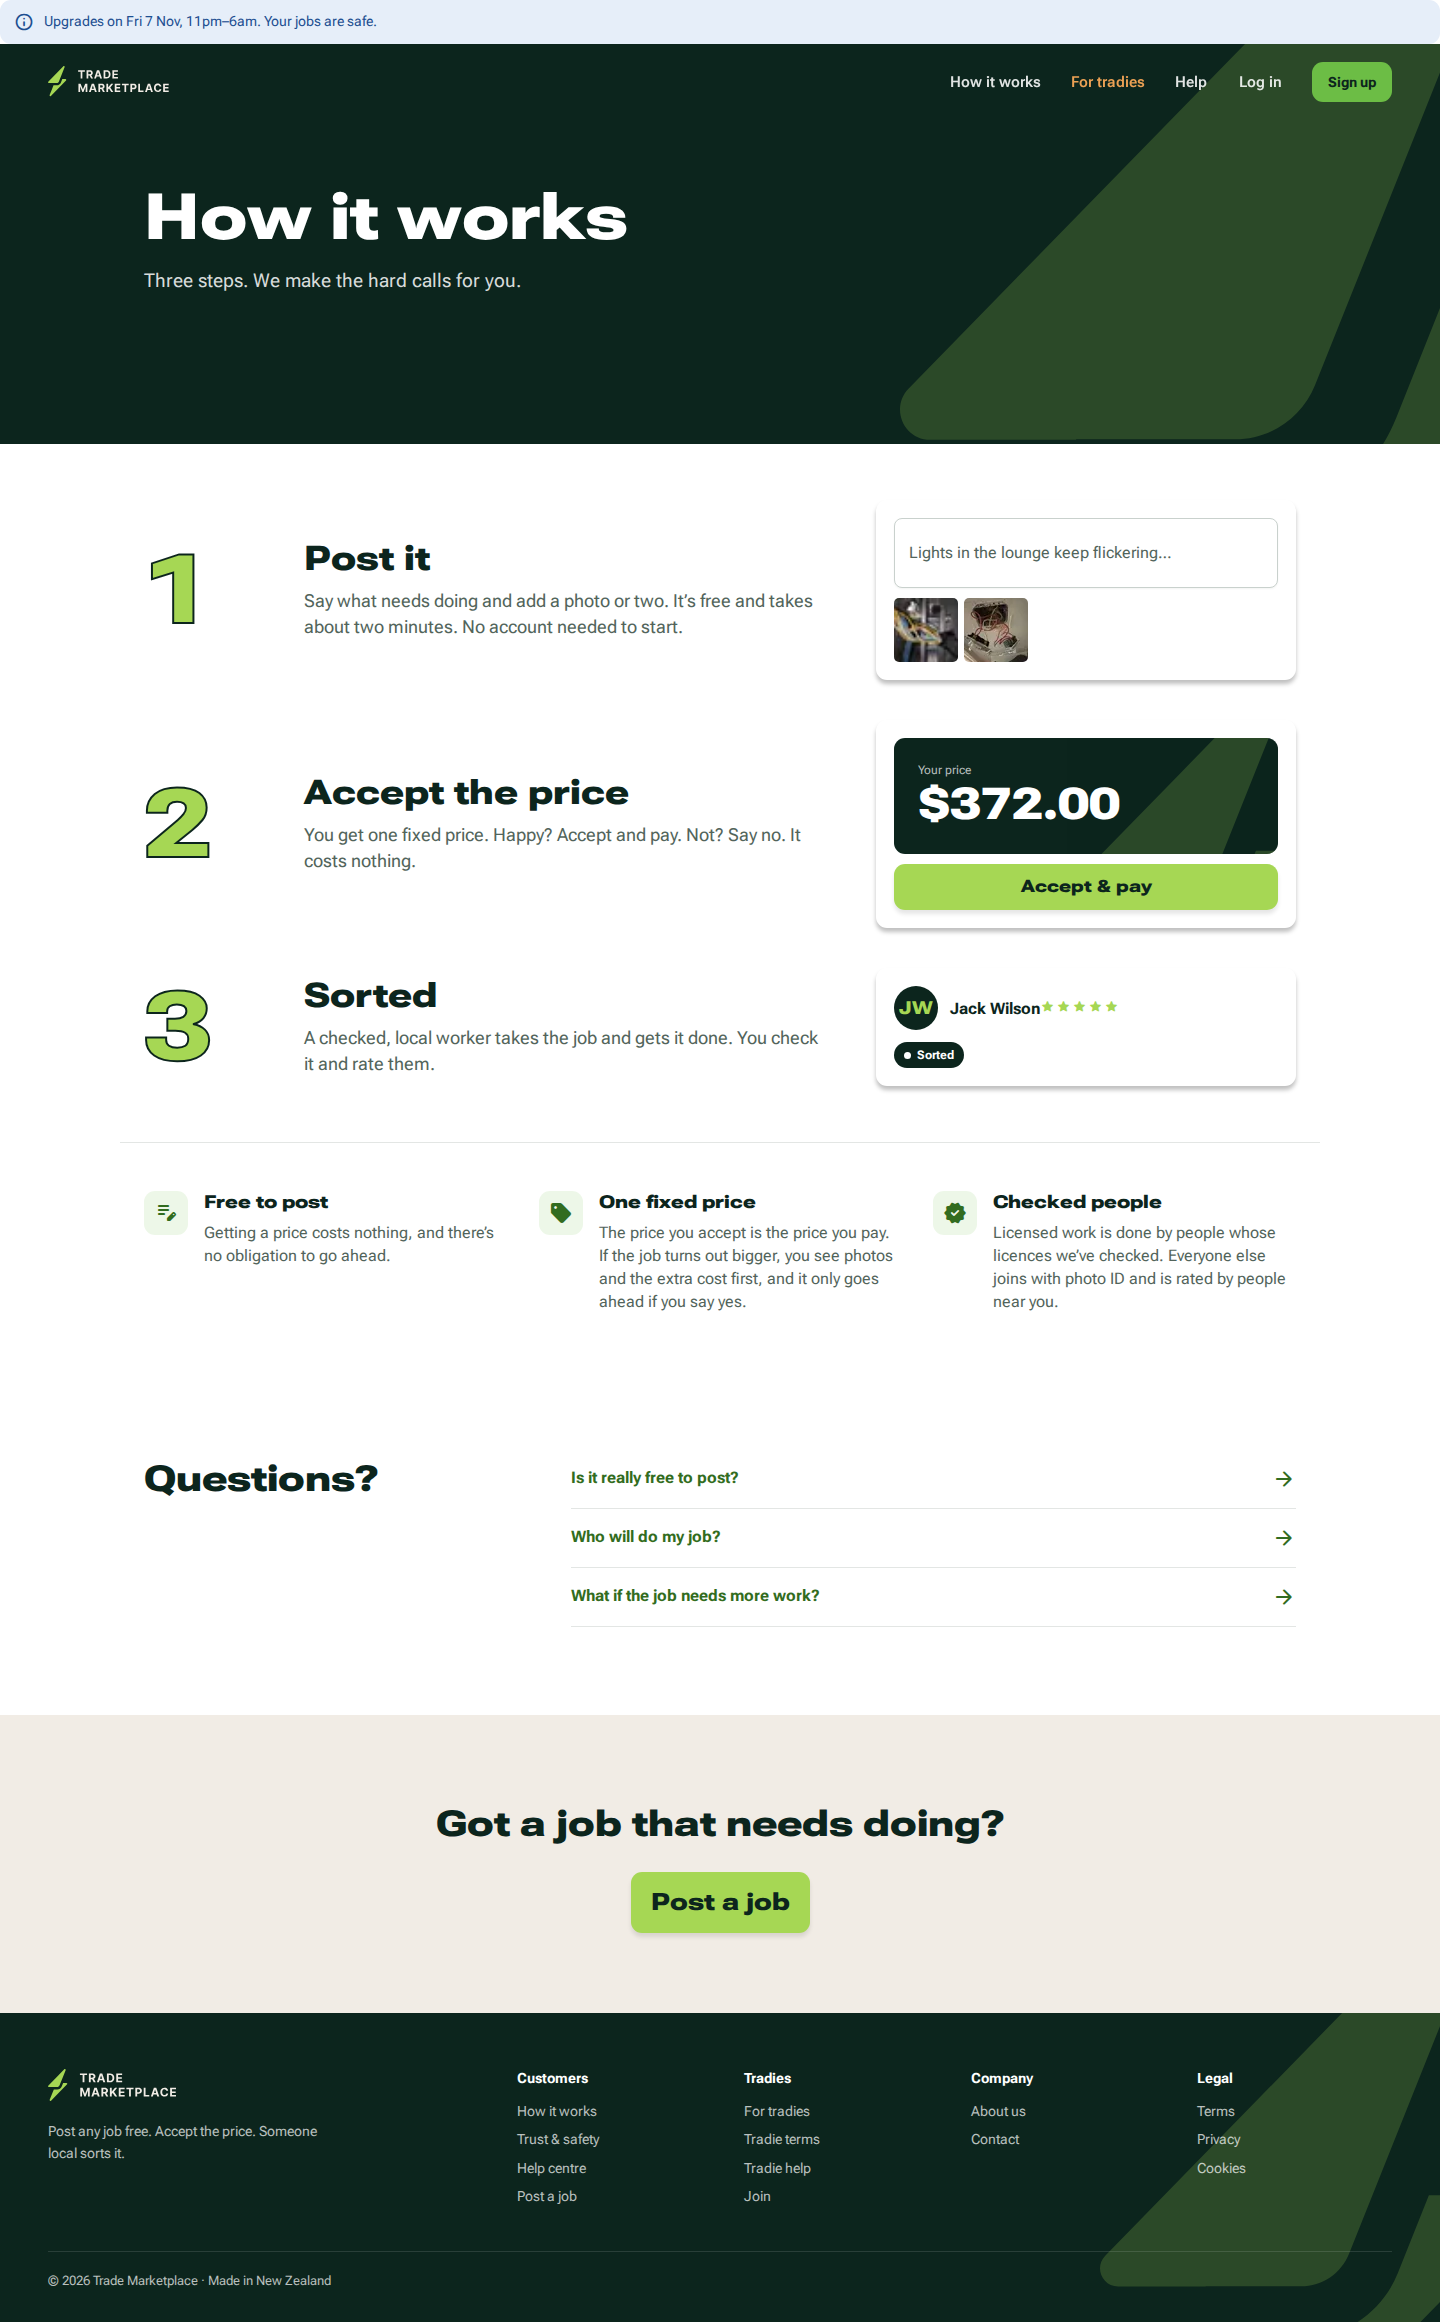 Upgrades on Fri 7 Nov, 11pm–6am. Your jobs are safe.
TRADE
MARKETPLACE
How it works
For tradies
Help
Log in
Sign up
How it works
Three steps. We make the hard calls for you.
1
Post it
Say what needs doing and add a photo or two. It’s free and takes
about two minutes. No account needed to start.
Lights in the lounge keep flickering…
2
Accept the price
You get one fixed price. Happy? Accept and pay. Not? Say no. It
costs nothing.
Your price
$372.00
Accept & pay
3
Sorted
A checked, local worker takes the job and gets it done. You check
it and rate them.
JW
Jack Wilson
Sorted
Free to post
Getting a price costs nothing, and there’s
no obligation to go ahead.
One fixed price
The price you accept is the price you pay.
If the job turns out bigger, you see photos
and the extra cost first, and it only goes
ahead if you say yes.
Checked people
Licensed work is done by people whose
licences we’ve checked. Everyone else
joins with photo ID and is rated by people
near you.
Questions?
Is it really free to post?
Who will do my job?
What if the job needs more work?
Got a job that needs doing?
Post a job
TRADE
MARKETPLACE
Post any job free. Accept the price. Someone
local sorts it.
Customers
How it works
Trust & safety
Help centre
Post a job
Tradies
For tradies
Tradie terms
Tradie help
Join
Company
About us
Contact
Legal
Terms
Privacy
Cookies
© 2026 Trade Marketplace · Made in New Zealand